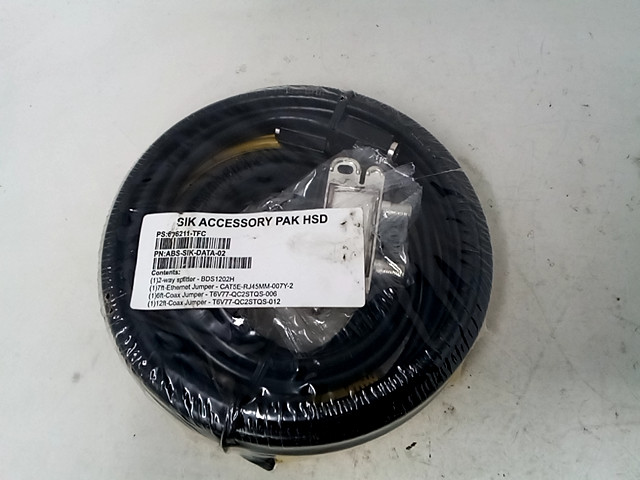 SIK ACCESSORY PAK HSD
PS:696211-TFC
PN:ABS-SIK-DATA-02
Contents:
(1)2-way splitter - BDS1202H
(1)7ft-Ethernet Jumper - CAT5E-RJ45MM-007Y-2
(1)6ft-Coax Jumper - T6V77-QC2STQS-006
(1)12ft-Coax Jumper - T6V77-QC2STQS-012